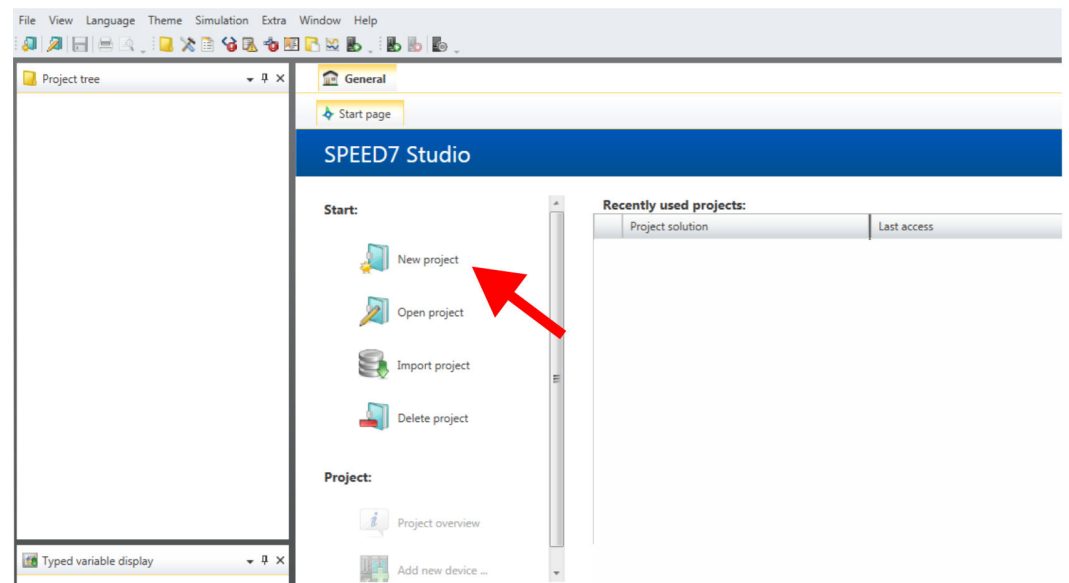 File View Language Theme Simulation Extra Window Help
Project tree
General
Start page
SPEED7 Studio
Start:
Recently used projects:
Project solution Last access
New project
Open project
Import project
Delete project
Project:
Project overview
Typed variable display
Add new device ...